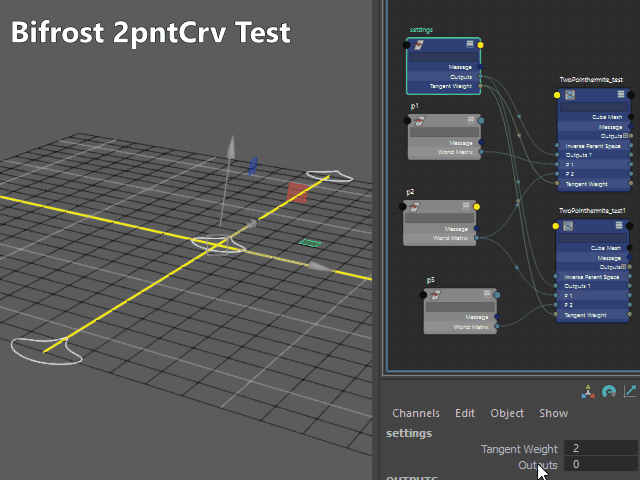 Bifrost 2pntCrv Test
settings
Message
Outputs
Tangent Weight
p1
Message
World Matrix
p2
Message
World Matrix
p3
Message
World Matrix
TwoPointhermite_test
Cube Mesh
Message
Outputs
Inverse Parent Space
Outputs 1
P 1
P 2
Tangent Weight
TwoPointhermite_test1
Cube Mesh
Message
Outputs
Inverse Parent Space
Outputs 1
P 1
P 2
Tangent Weight
Channels Edit Object Show
settings
Tangent Weight 2
Outputs 0
OUTPUTS